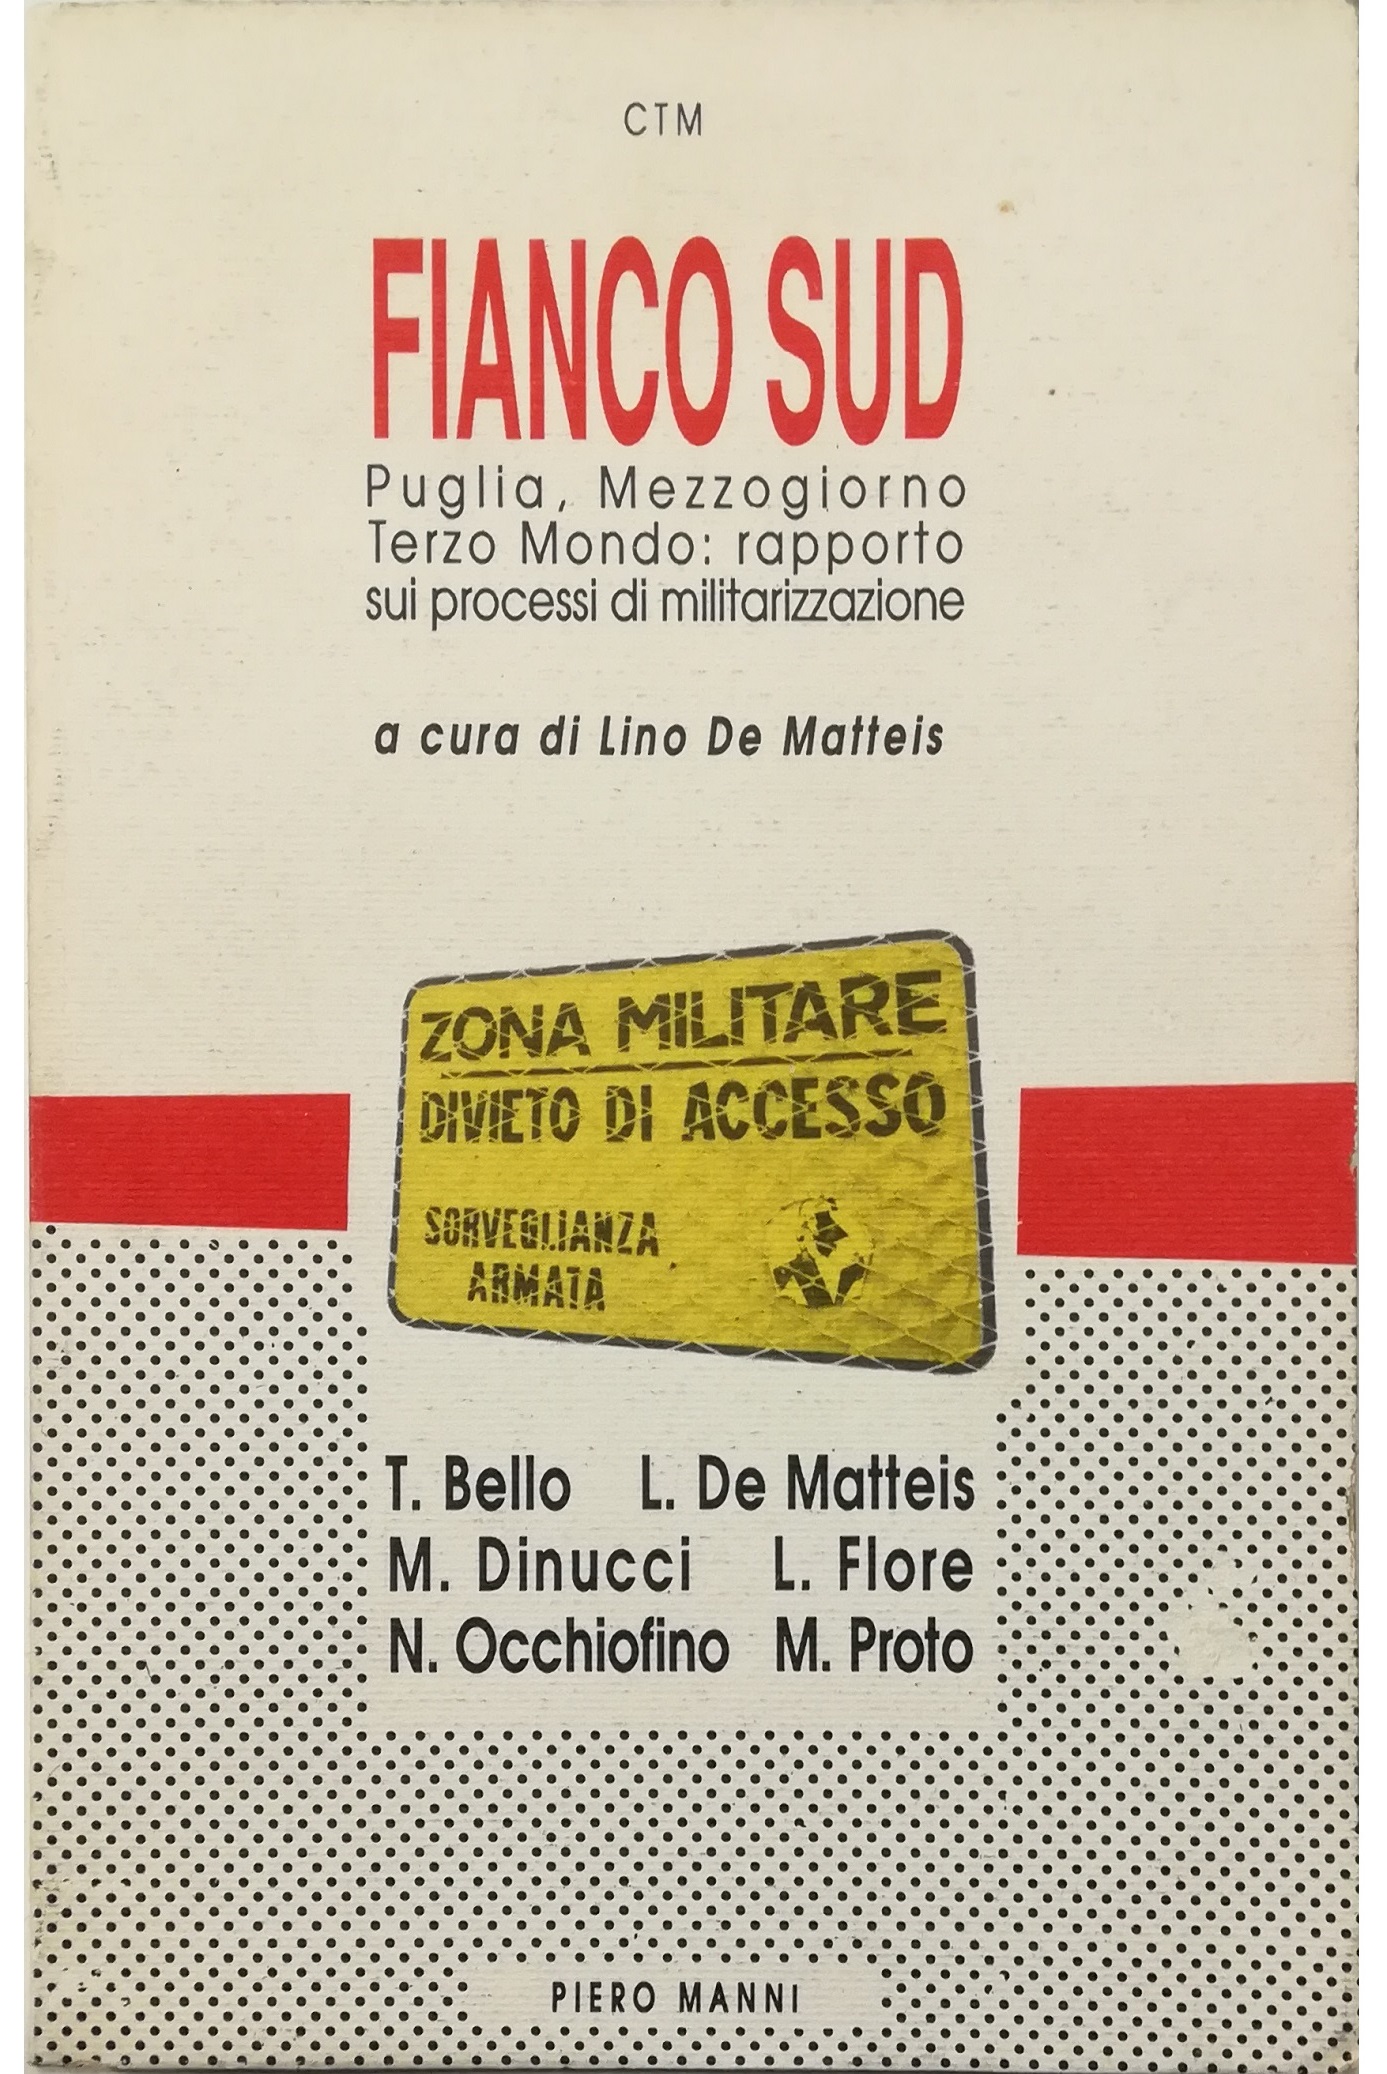 CTM
FIANCO SUD
Puglia, Mezzogiorno
Terzo Mondo: rapporto
sui processi di militarizzazione
a cura di Lino De Matteis
ZONA MILITARE
DIVIETO DI ACCESSO
SORVEGLIANZA
ARMATA
T. Bello L. De Matteis
M. Dinucci L. Flore
N. Occhiofino M. Proto
PIERO MANNI